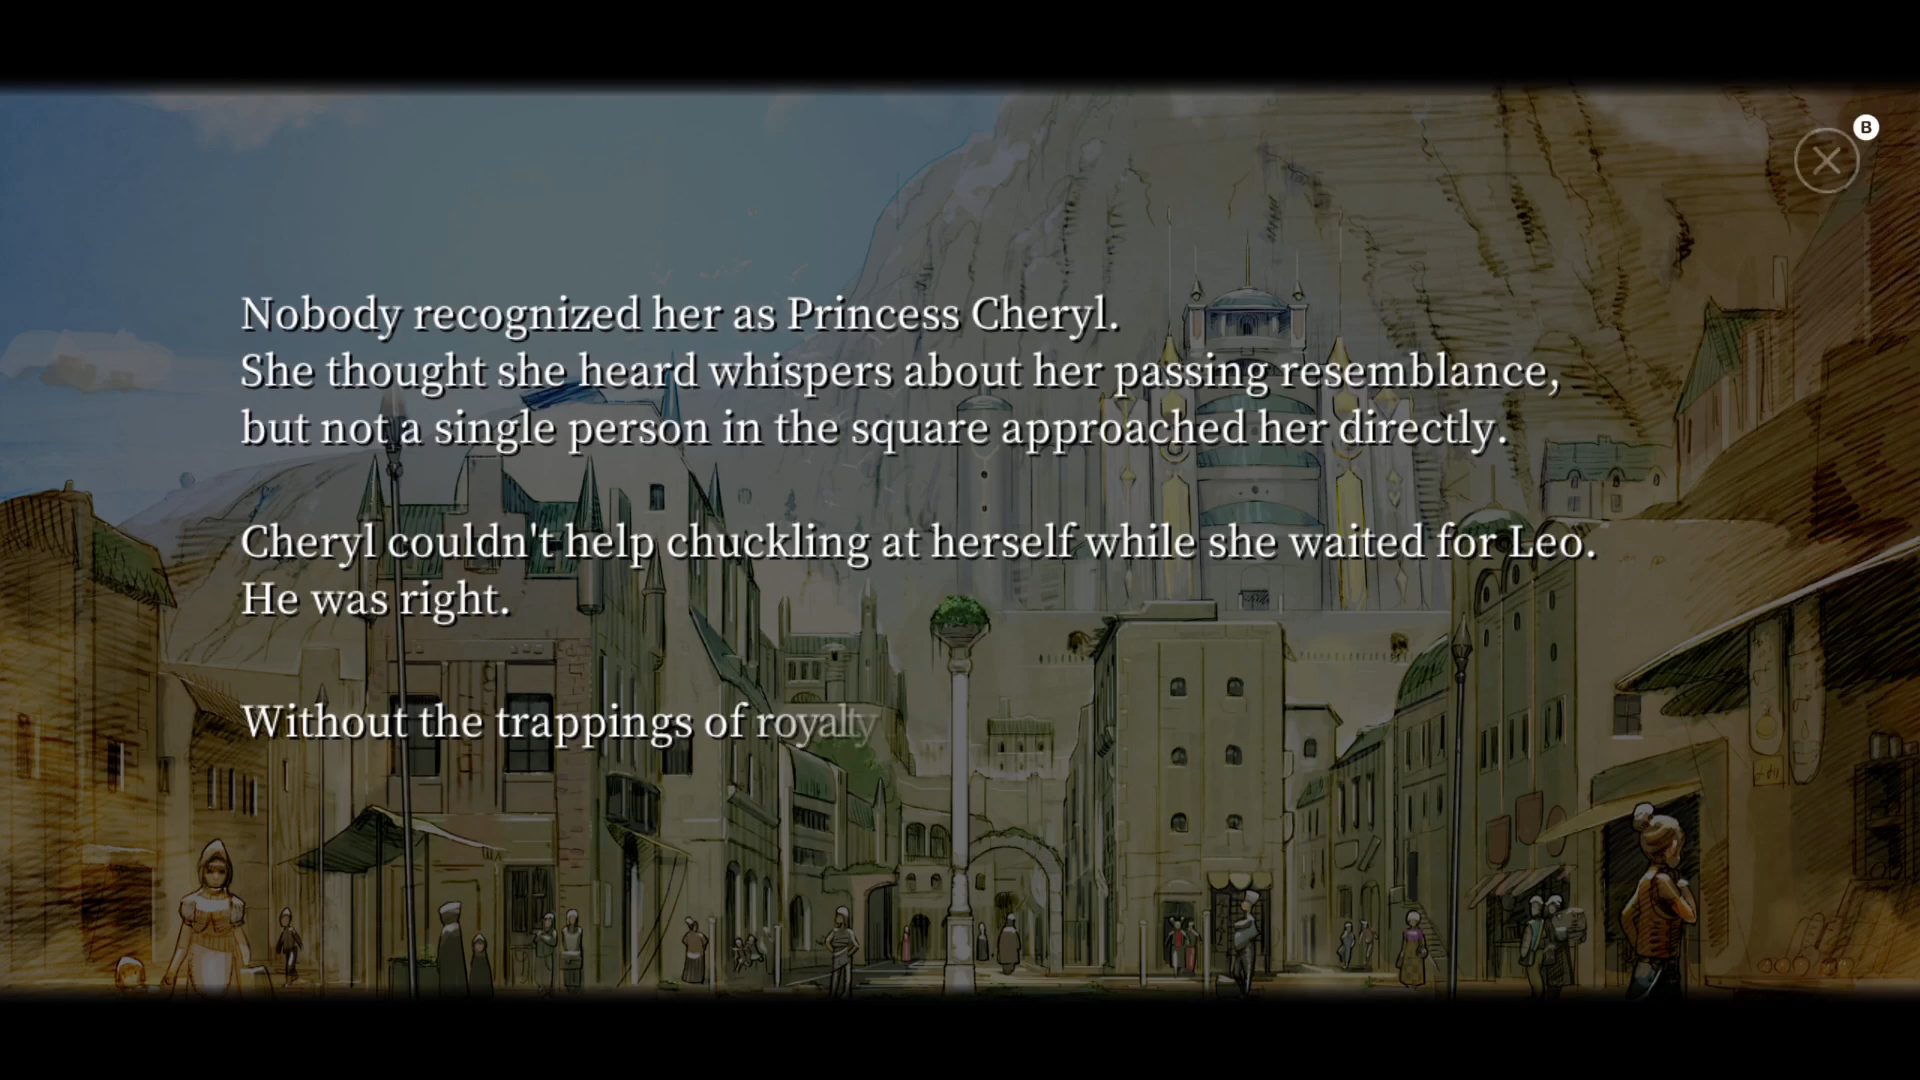 B
Nobody recognized her as Princess Cheryl.
She thought she heard whispers about her passing resemblance,
but not a single person in the square approached her directly.
Cheryl couldn't help chuckling at herself while she waited for Leo.
He was right.
Without the trappings of royalty